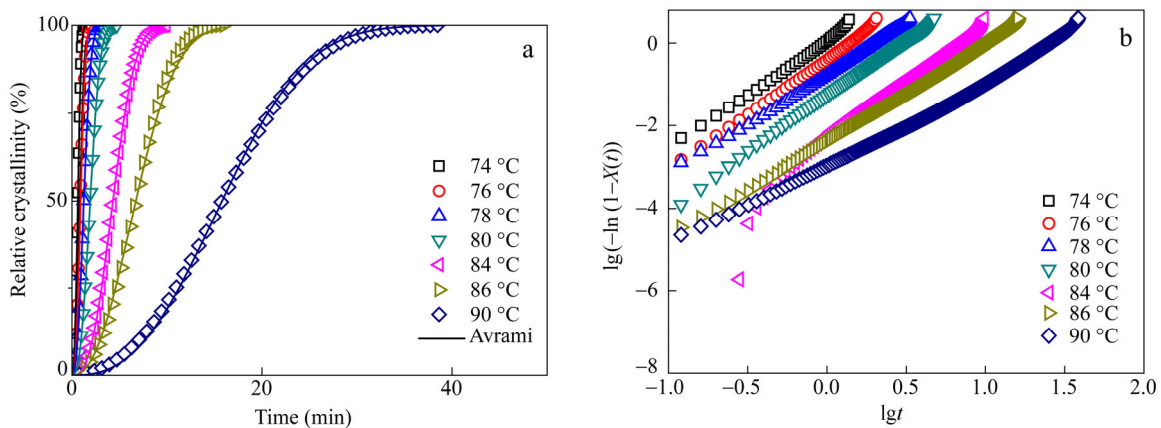 100
50
0
Relative crystallinity (%)
0
20
40
Time (min)
a
74 °C
76 °C
78 °C
80 °C
84 °C
86 °C
90 °C
Avrami
0
−2
−4
−6
−8
lg(−ln (1−X(t))
−1.0
−0.5
0.0
0.5
1.0
1.5
2.0
lgt
b
74 °C
76 °C
78 °C
80 °C
84 °C
86 °C
90 °C